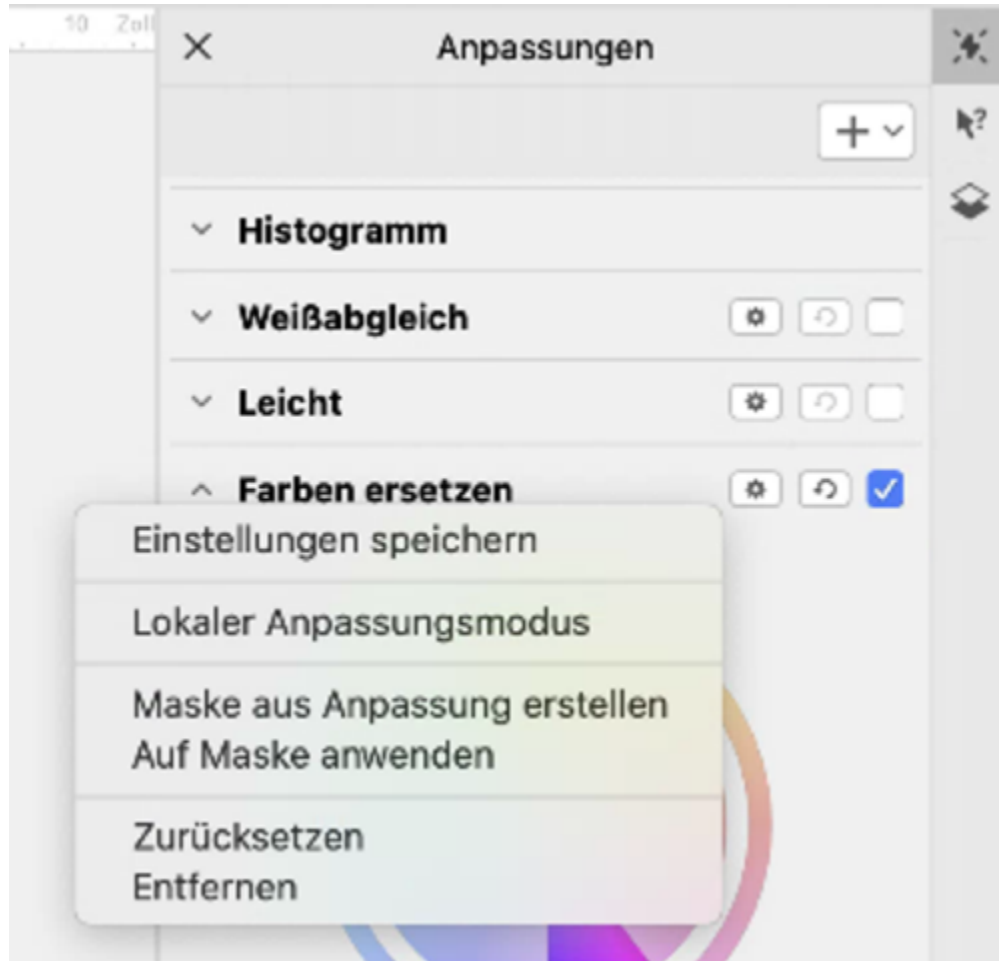 10 Zoll
Anpassungen
Histogramm
Weißabgleich
Leicht
Farben ersetzen
Einstellungen speichern
Lokaler Anpassungsmodus
Maske aus Anpassung erstellen
Auf Maske anwenden
Zurücksetzen
Entfernen